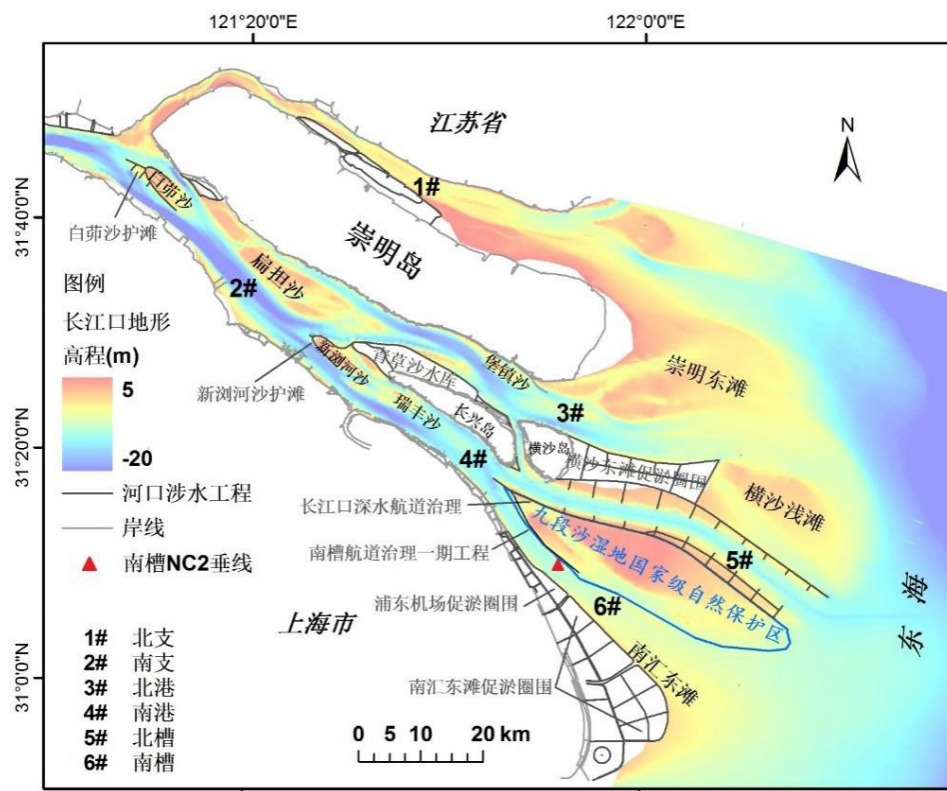 121°20'0"E
122°0'0"E
N
江苏省
1#
31°40'0"N
白茆沙
白茆沙护滩
崇明岛
扁担沙
2#
图例
长江口地形
高程(m)
5
-20
河口涉水工程
岸线
南槽NC2垂线
新浏河沙
新浏河沙护滩
青草沙水库
堡镇沙
崇明东滩
瑞丰沙
长兴岛
3#
31°20'0"N
4#
横沙岛
横沙东滩促淤圈围
横沙浅滩
长江口深水航道治理
九段沙湿地国家级自然保护区
5#
南槽航道治理一期工程
浦东机场促淤圈围
6#
东海
上海市
南汇东滩
31°0'0"N
南汇东滩促淤圈围
1# 北支
2# 南支
3# 北港
4# 南港
5# 北槽
6# 南槽
0 5 10 20 km